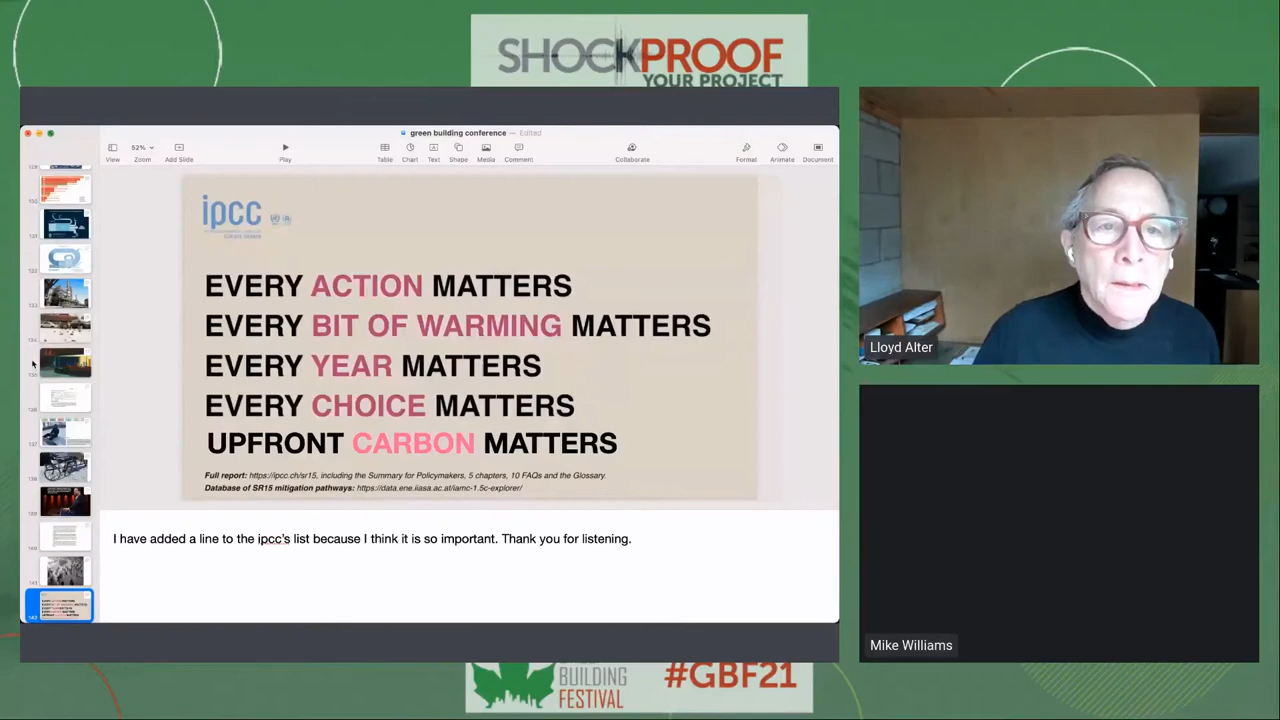 SHOCKPROOF
YOUR PROJECT
green building conference — Edited
52%
View
Zoom
Add Slide
Play
Table
Chart
Text
Shape
Media
Comment
Collaborate
Format
Animate
Document
ipcc
EVERY ACTION MATTERS
EVERY BIT OF WARMING MATTERS
EVERY YEAR MATTERS
EVERY CHOICE MATTERS
UPFRONT CARBON MATTERS
Full report: https://ipcc.ch/sr15, including the Summary for Policymakers, 5 chapters, 10 FAQs and the Glossary.
Database of SR15 mitigation pathways: https://data.ene.iiasa.ac.at/iamc-1.5c-explorer/
I have added a line to the ipcc's list because I think it is so important. Thank you for listening.
Lloyd Alter
Mike Williams
BUILDING
FESTIVAL
#GBF21